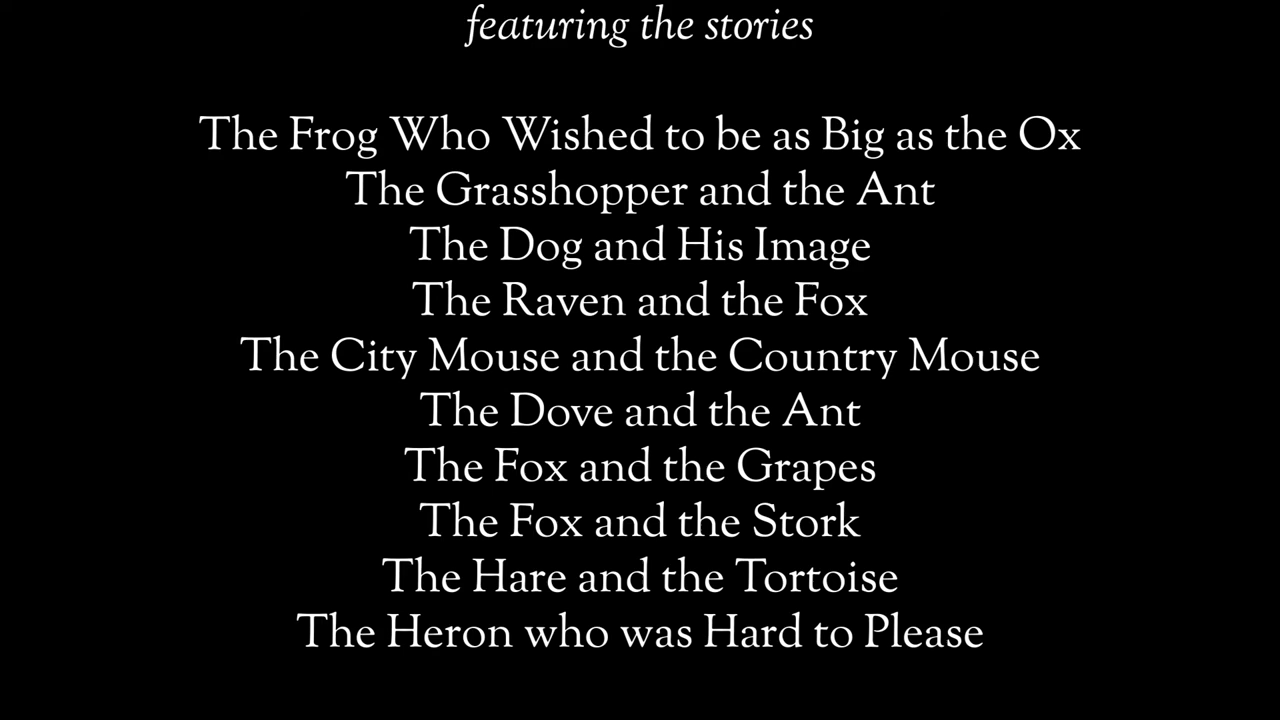 featuring the stories
The Frog Who Wished to be as Big as the Ox
The Grasshopper and the Ant
The Dog and His Image
The Raven and the Fox
The City Mouse and the Country Mouse
The Dove and the Ant
The Fox and the Grapes
The Fox and the Stork
The Hare and the Tortoise
The Heron who was Hard to Please